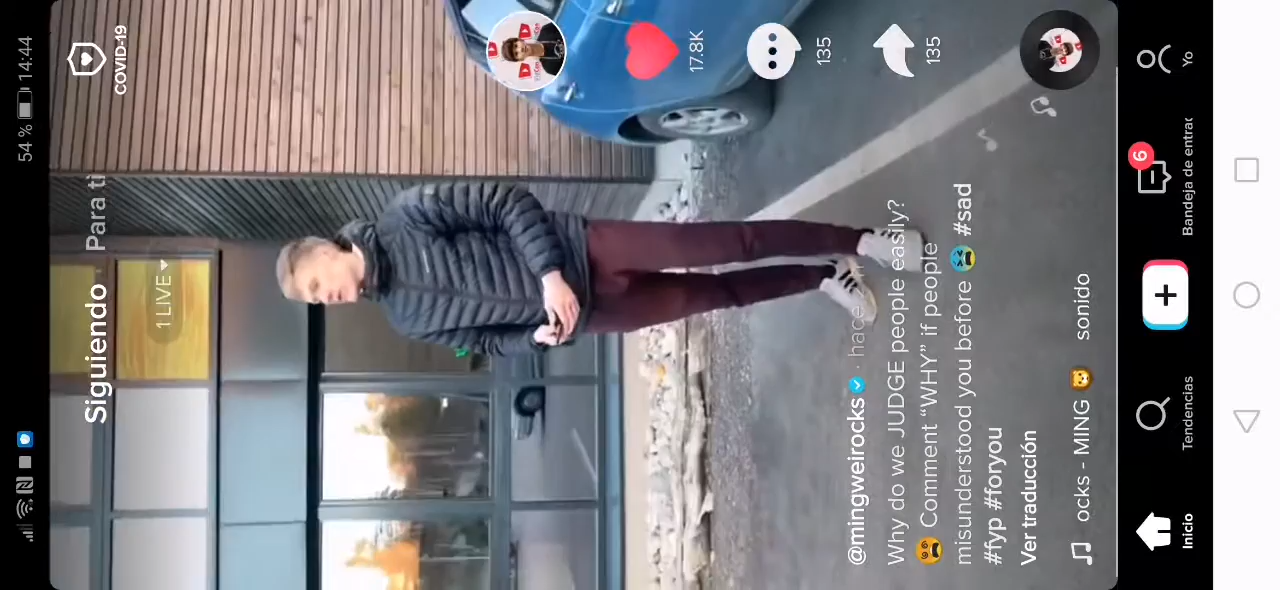 54 % 14:44
COVID-19
Siguiendo Para ti
1 LIVE
17.8K
135
135
@mingweirocks · hace
Why do we JUDGE people easily?
Comment “WHY” if people
misunderstood you before #sad
#fyp #foryou
Ver traducción
ocks - MING sonido
Inicio
Tendencias
6
Bandeja de entrac
Yo